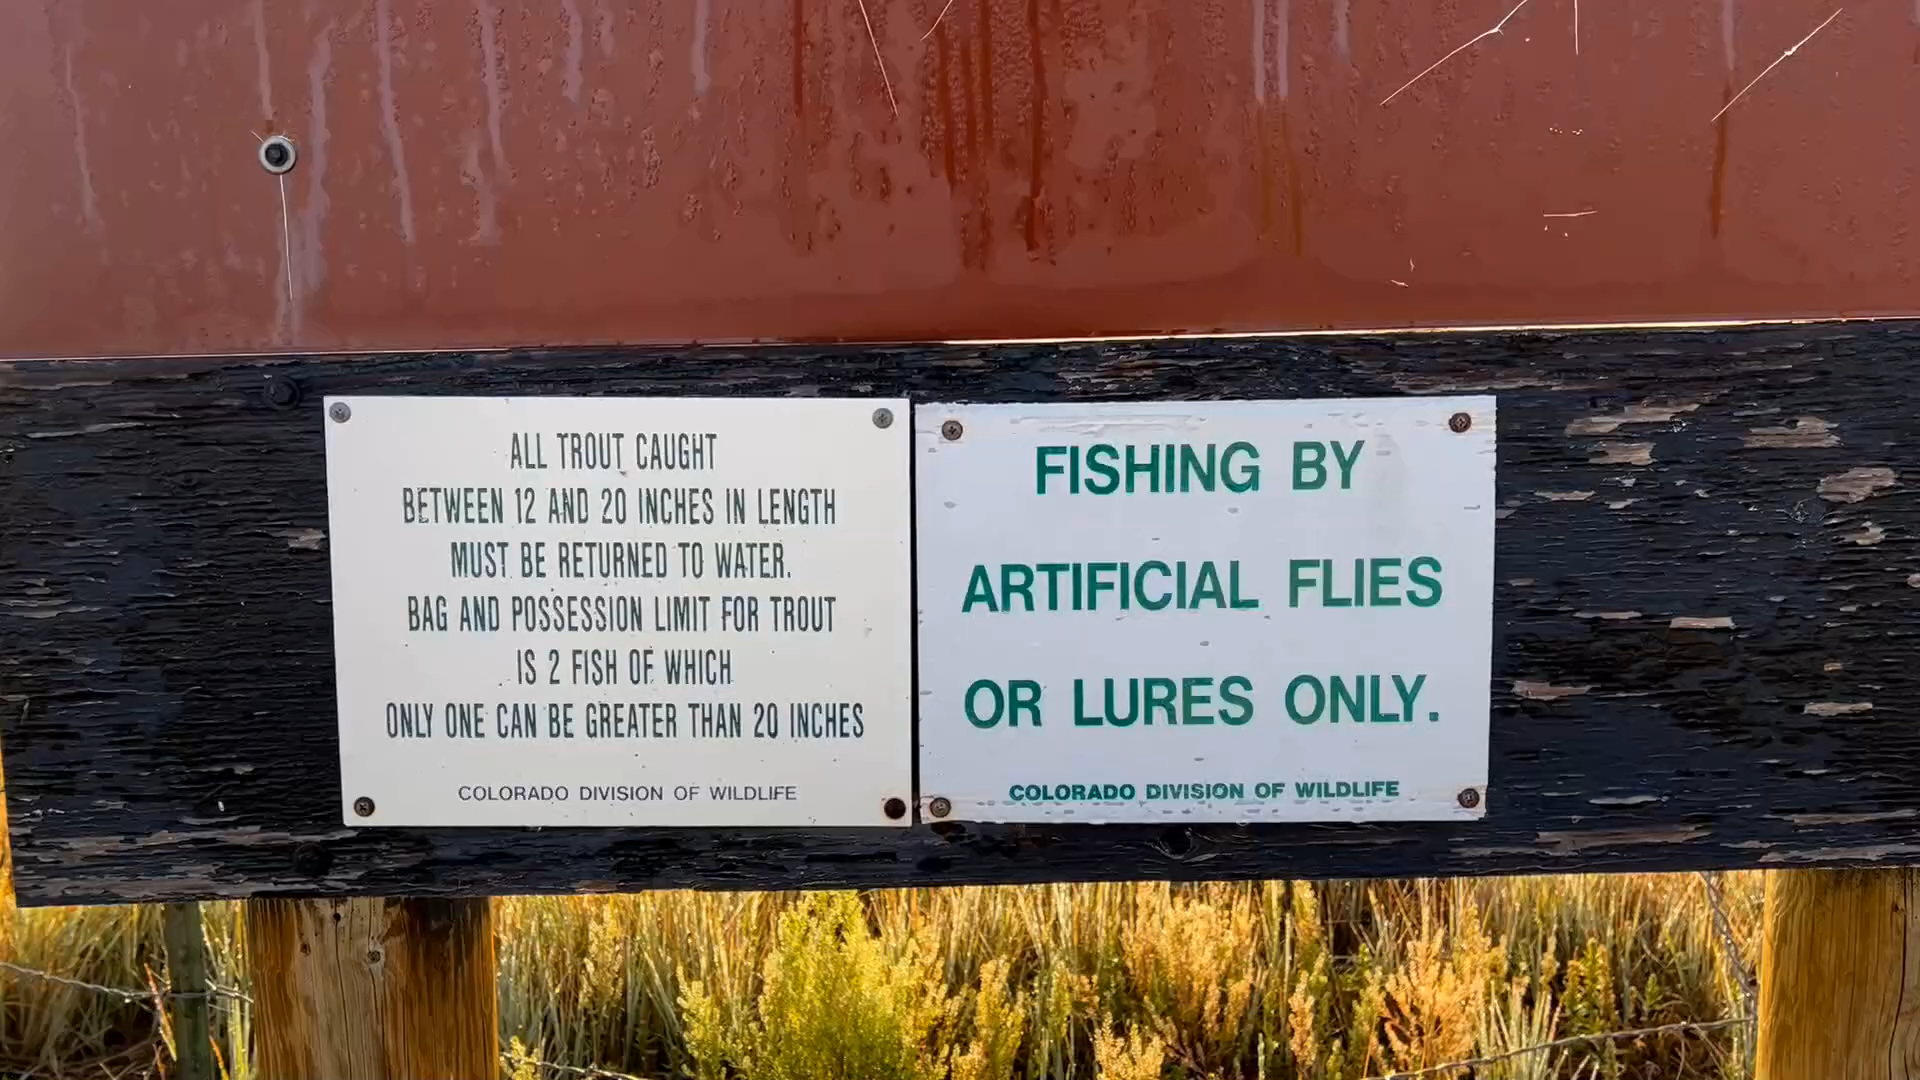 ALL TROUT CAUGHT
BETWEEN 12 AND 20 INCHES IN LENGTH
MUST BE RETURNED TO WATER.
BAG AND POSSESSION LIMIT FOR TROUT
IS 2 FISH OF WHICH
ONLY ONE CAN BE GREATER THAN 20 INCHES
COLORADO DIVISION OF WILDLIFE
FISHING BY
ARTIFICIAL FLIES
OR LURES ONLY.
COLORADO DIVISION OF WILDLIFE